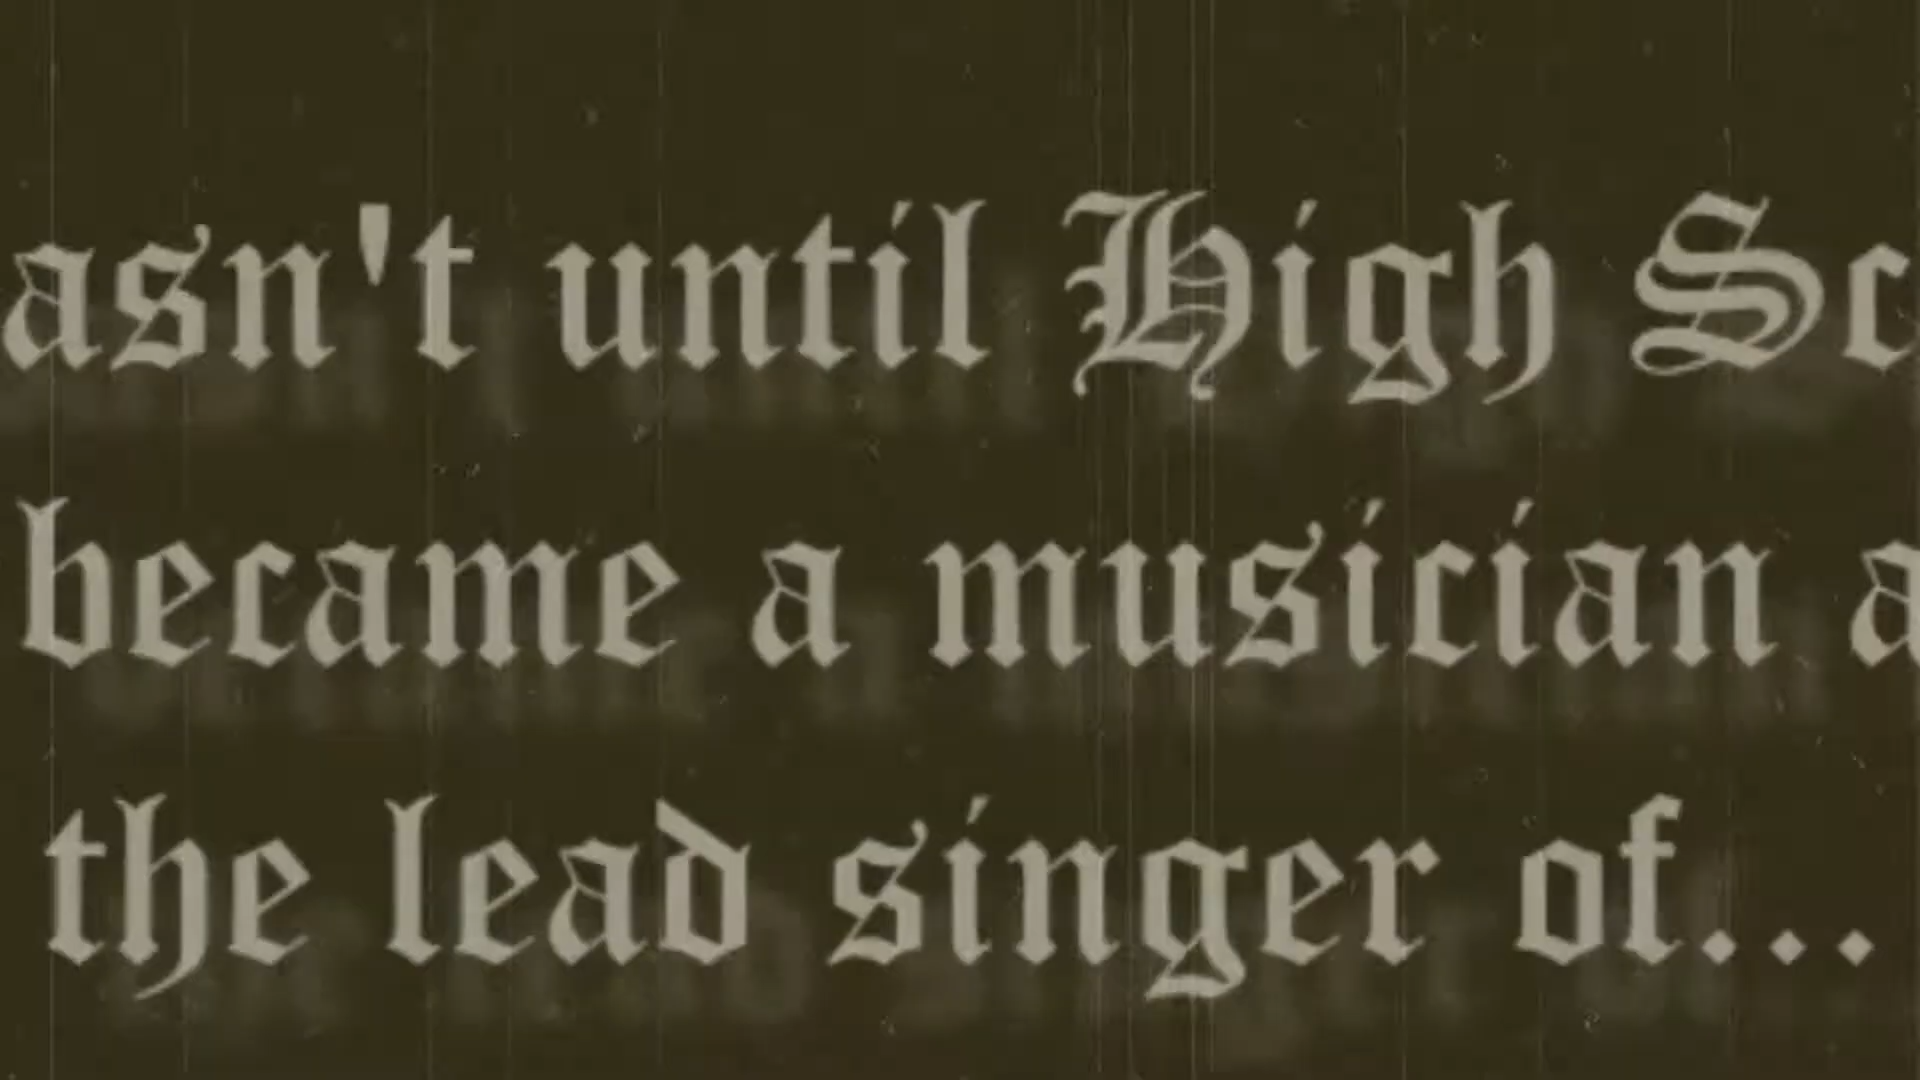 asn't until High Sc
became a musician a
the lead singer of...